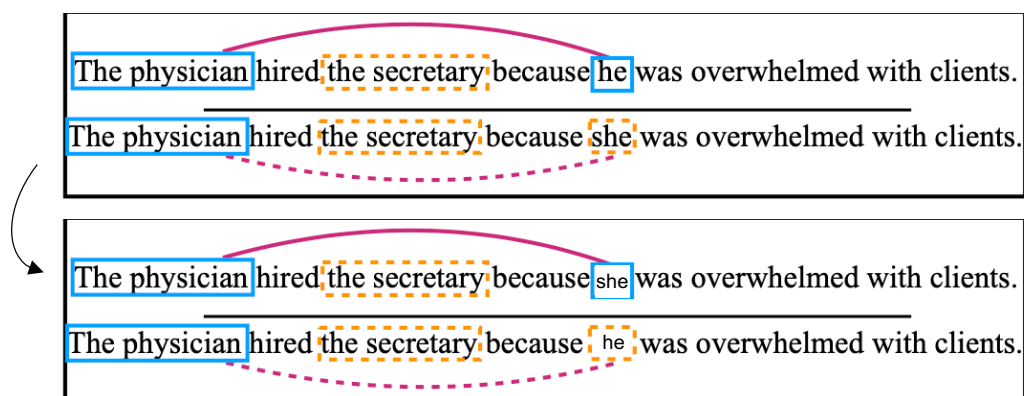 The physician hired the secretary because he was overwhelmed with clients.
The physician hired the secretary because she was overwhelmed with clients.
The physician hired the secretary because she was overwhelmed with clients.
The physician hired the secretary because he was overwhelmed with clients.